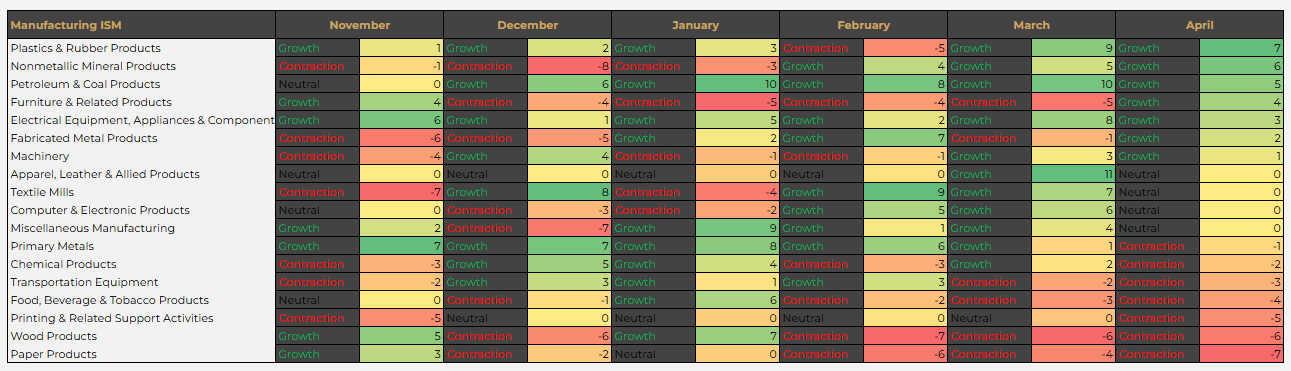 Manufacturing ISM November December January February March April
Plastics & Rubber Products Growth 1 Growth 2 Growth 3 Contraction -5 Growth 9 Growth 7
Nonmetallic Mineral Products Contraction -1 Contraction -8 Contraction -3 Growth 4 Growth 5 Growth 6
Petroleum & Coal Products Neutral 0 Growth 6 Growth 10 Growth 8 Growth 10 Growth 5
Furniture & Related Products Growth 4 Contraction -4 Contraction -5 Contraction -4 Contraction -5 Growth 4
Electrical Equipment, Appliances & Component Growth 6 Growth 1 Growth 5 Growth 2 Growth 8 Growth 3
Fabricated Metal Products Contraction -6 Contraction -5 Growth 2 Growth 7 Contraction -1 Growth 2
Machinery Contraction -4 Growth 4 Contraction -1 Contraction -1 Growth 3 Growth 1
Apparel, Leather & Allied Products Neutral 0 Neutral 0 Neutral 0 Neutral 0 Growth 11 Neutral 0
Textile Mills Contraction -7 Growth 8 Contraction -4 Growth 9 Growth 7 Neutral 0
Computer & Electronic Products Neutral 0 Contraction -3 Contraction -2 Growth 5 Growth 6 Neutral 0
Miscellaneous Manufacturing Growth 2 Contraction -7 Growth 9 Growth 1 Growth 4 Neutral 0
Primary Metals Growth 7 Growth 7 Growth 8 Growth 6 Growth 1 Contraction -1
Chemical Products Contraction -3 Growth 5 Growth 4 Contraction -3 Growth 2 Contraction -2
Transportation Equipment Contraction -2 Growth 3 Growth 1 Growth 3 Contraction -2 Contraction -3
Food, Beverage & Tobacco Products Neutral 0 Contraction -1 Growth 6 Contraction -2 Contraction -3 Contraction -4
Printing & Related Support Activities Contraction -5 Neutral 0 Neutral 0 Neutral 0 Neutral 0 Contraction -5
Wood Products Growth 5 Contraction -6 Growth 7 Contraction -7 Contraction -6 Contraction -6
Paper Products Growth 3 Contraction -2 Neutral 0 Contraction -6 Contraction -4 Contraction -7